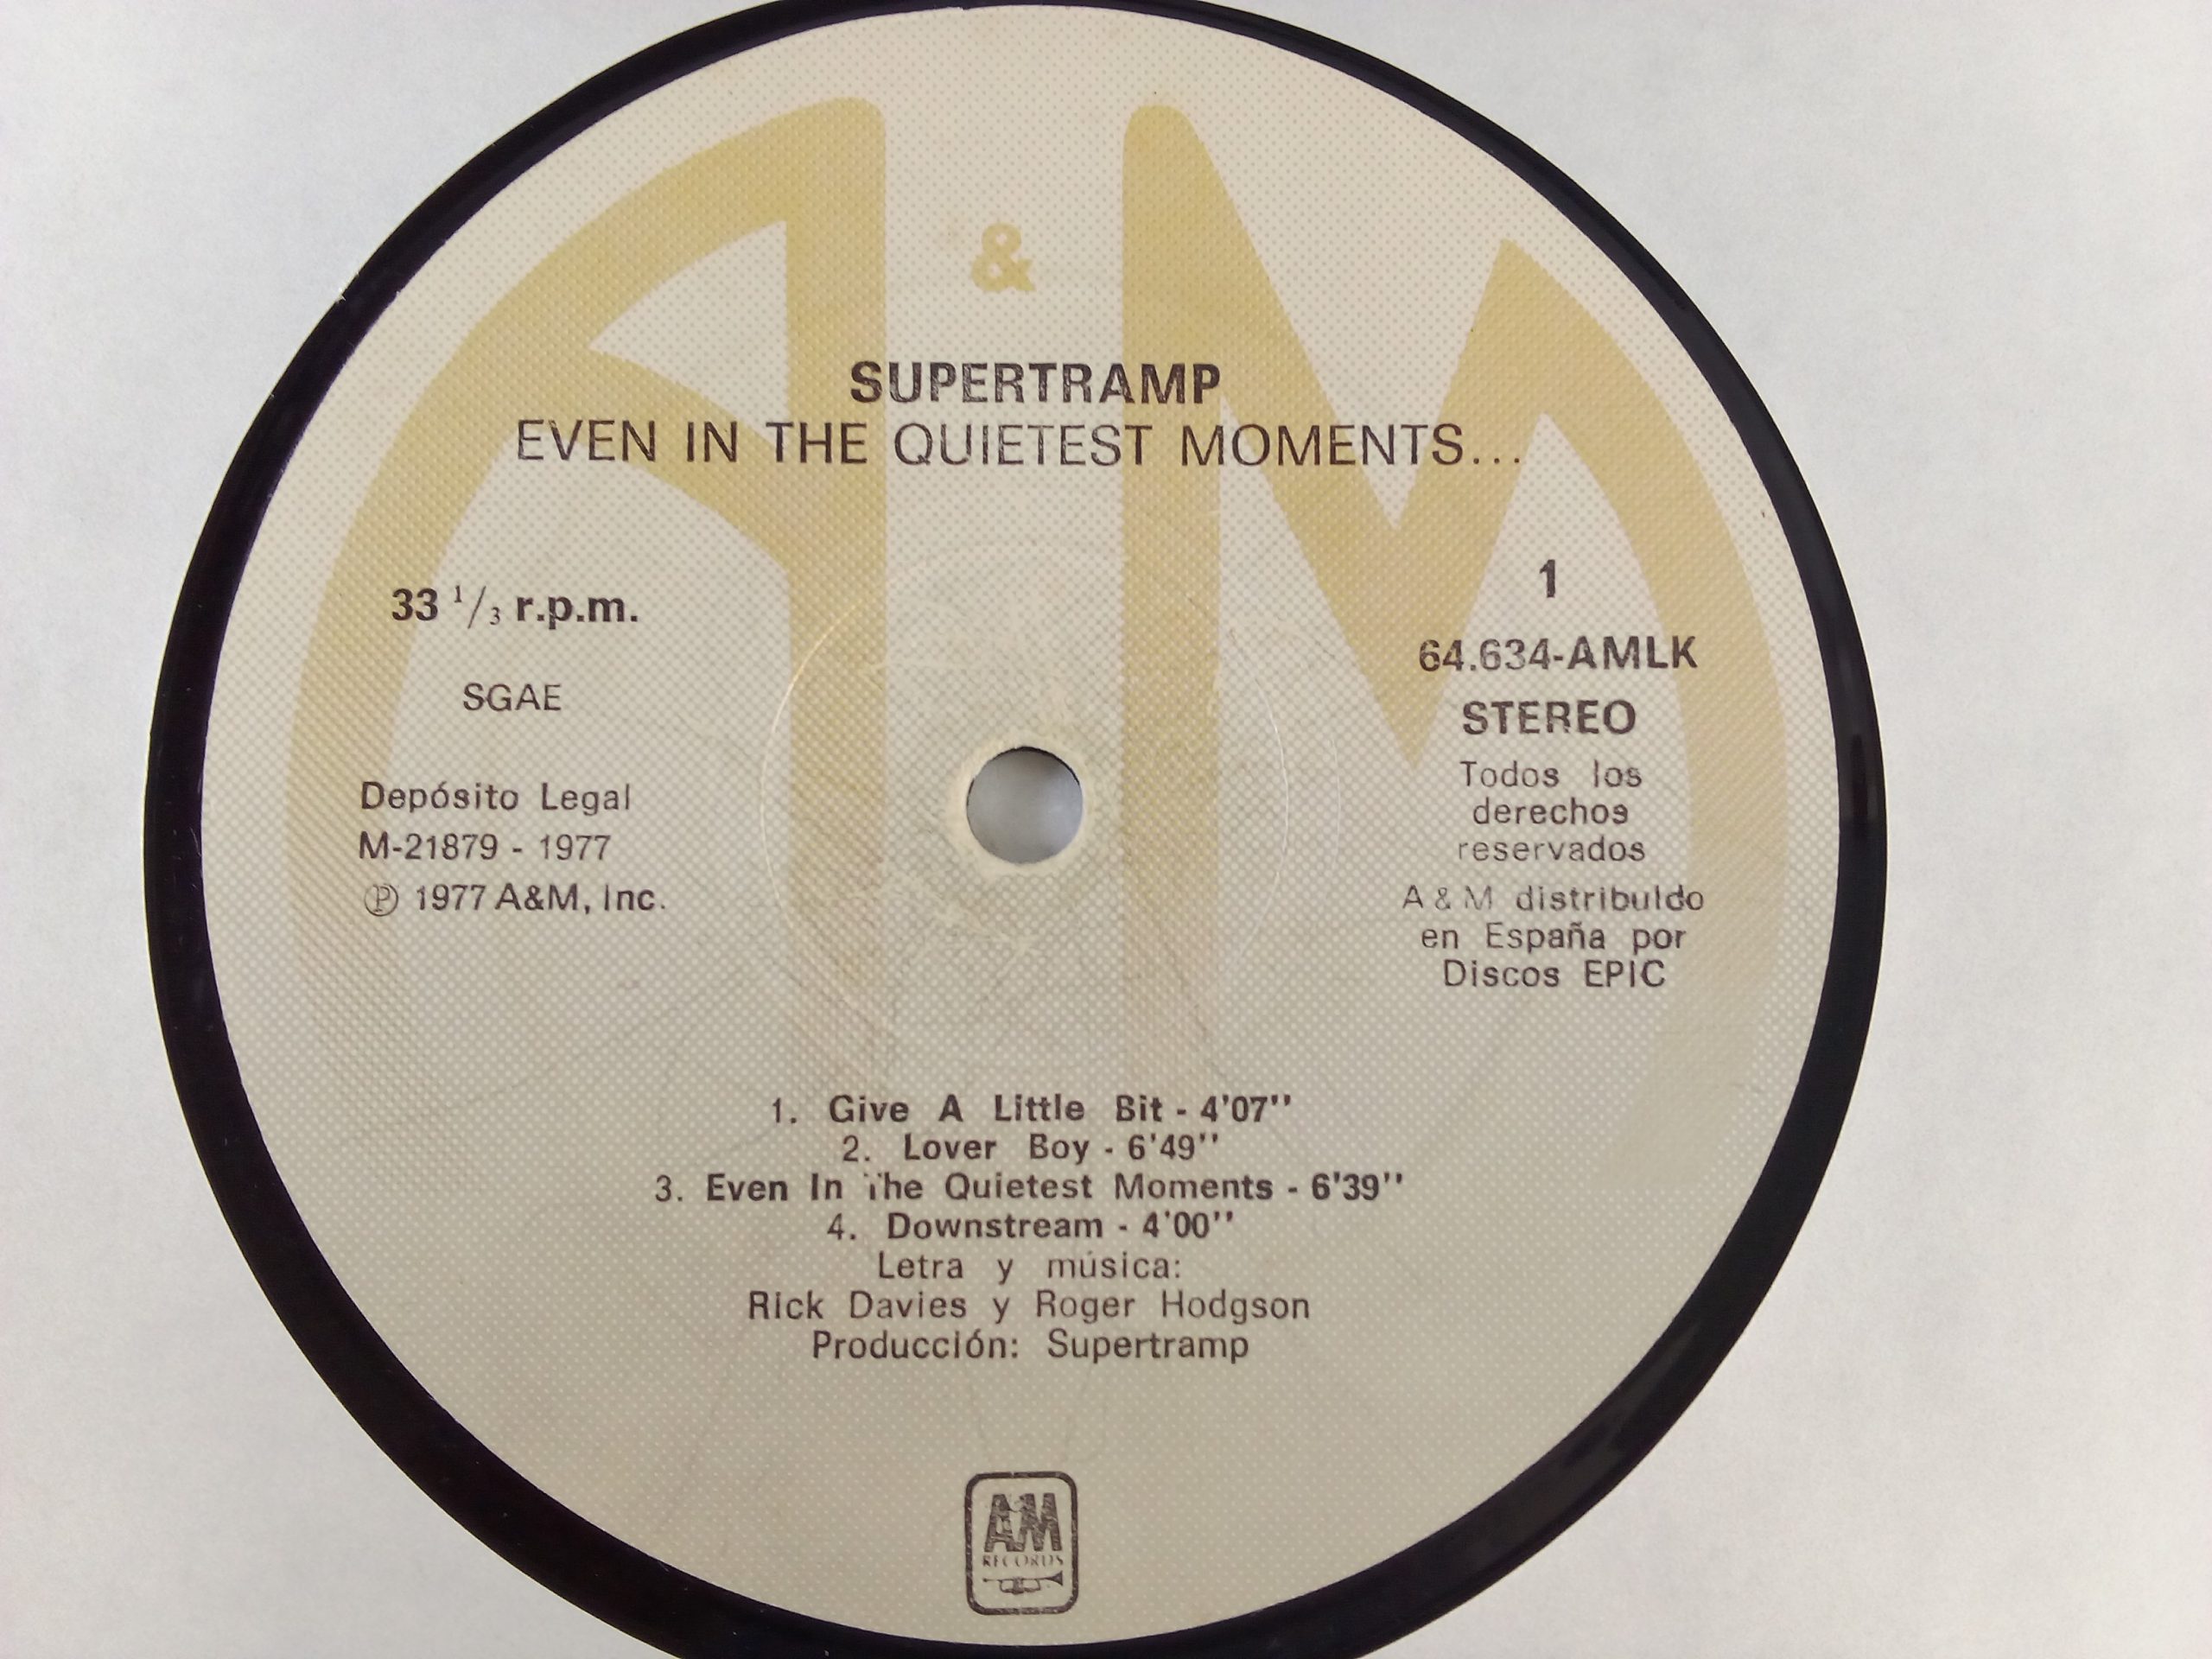 A & M
SUPERTRAMP
EVEN IN THE QUIETEST MOMENTS...
33 1/3 r.p.m.
SGAE
Depósito Legal
M-21879 - 1977
Ⓟ 1977 A&M, Inc.
1
64.634-AMLK
STEREO
Todos los
derechos
reservados
A & M distribuido
en España por
Discos EPIC
1. Give A Little Bit - 4'07''
2. Lover Boy - 6'49''
3. Even In The Quietest Moments - 6'39''
4. Downstream - 4'00''
Letra y música:
Rick Davies y Roger Hodgson
Producción: Supertramp
AM
RECORDS